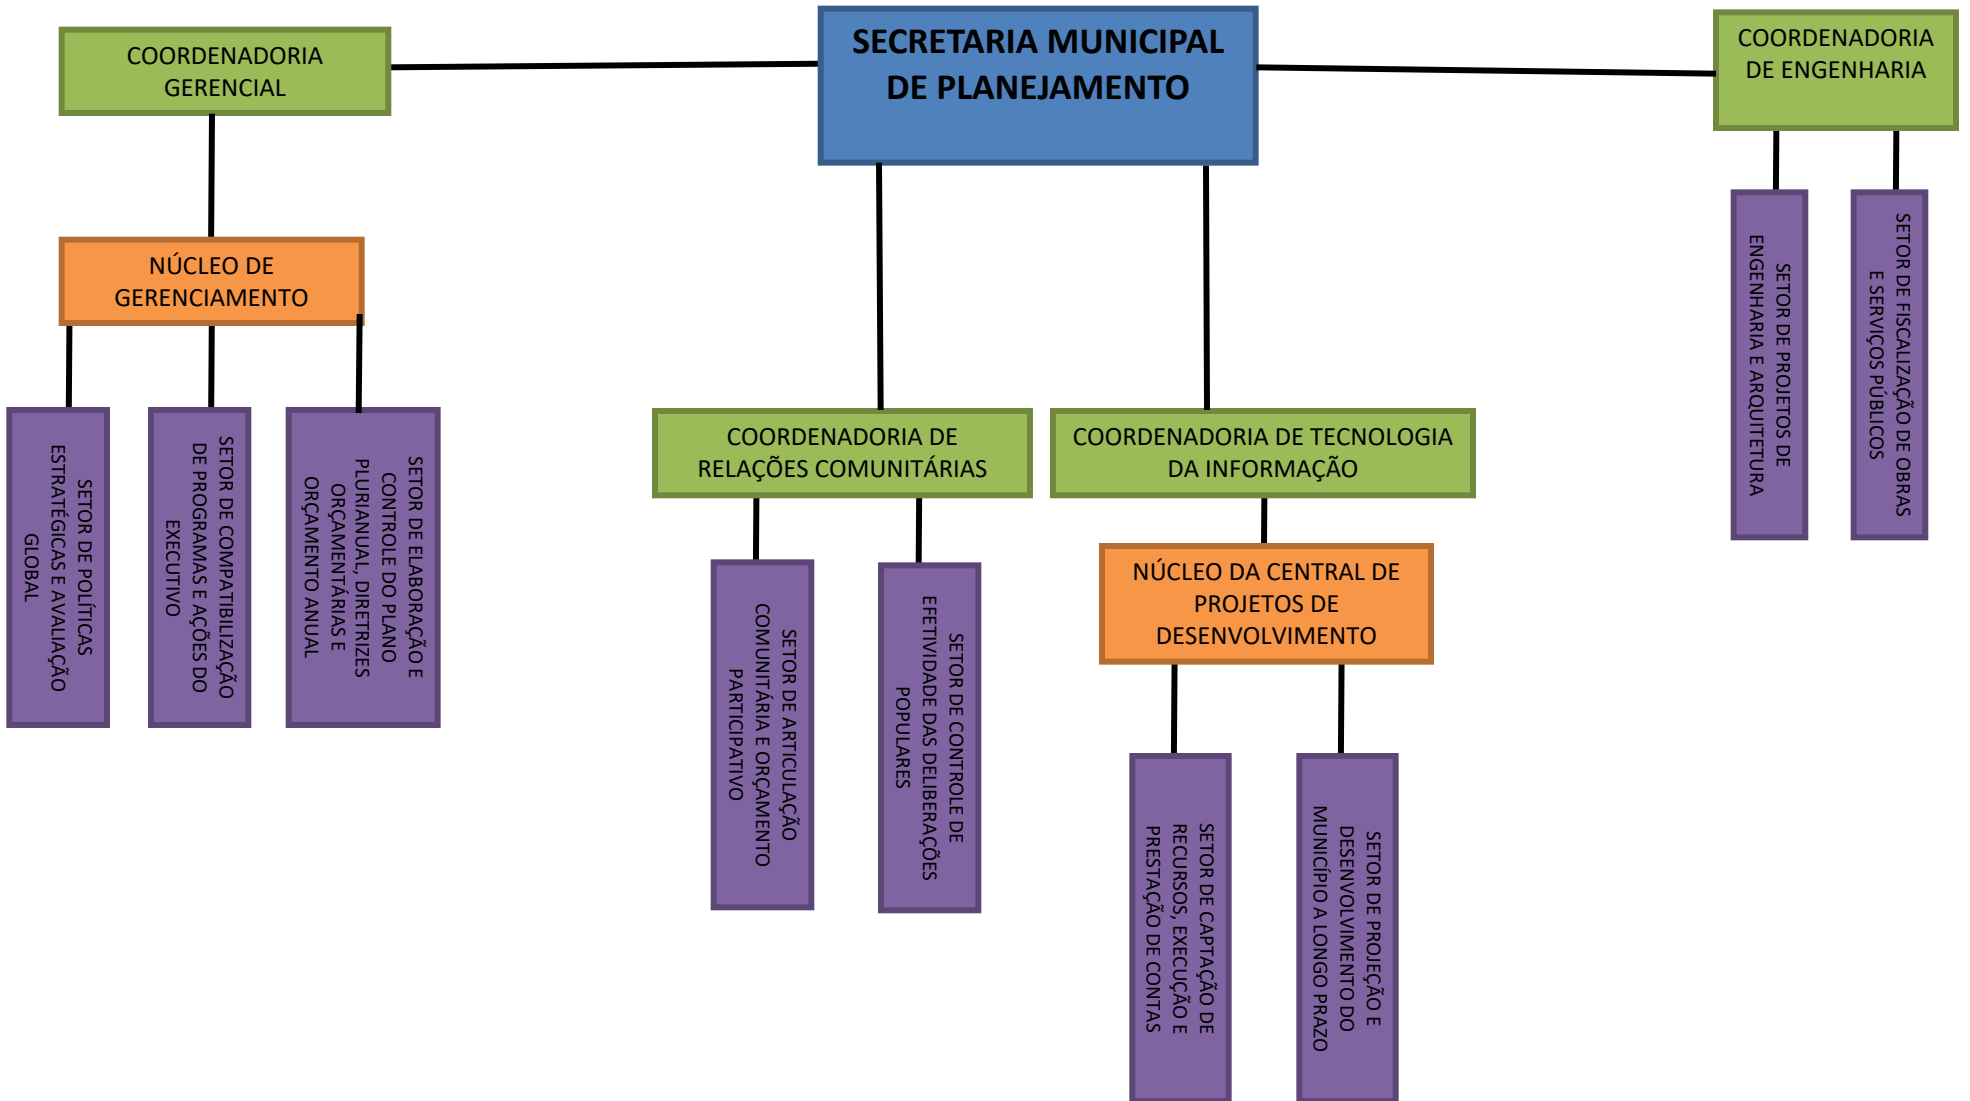 COORDENADORIA
GERENCIAL
SECRETARIA MUNICIPAL
DE PLANEJAMENTO
COORDENADORIA
DE ENGENHARIA
NÚCLEO DE
GERENCIAMENTO
SETOR DE POLÍTICAS
ESTRATÉGICAS E AVALIAÇÃO
GLOBAL
SETOR DE COMPATIBILIZAÇÃO
DE PROGRAMAS E AÇÕES DO
EXECUTIVO
SETOR DE ELABORAÇÃO E
CONTROLE DO PLANO
PLURIANUAL, DIRETRIZES
ORÇAMENTÁRIAS E
ORÇAMENTO ANUAL
COORDENADORIA DE
RELAÇÕES COMUNITÁRIAS
SETOR DE ARTICULAÇÃO
COMUNITÁRIA E ORÇAMENTO
PARTICIPATIVO
SETOR DE CONTROLE DE
EFETIVIDADE DAS DELIBERAÇÕES
POPULARES
COORDENADORIA DE TECNOLOGIA
DA INFORMAÇÃO
NÚCLEO DA CENTRAL DE
PROJETOS DE
DESENVOLVIMENTO
SETOR DE CAPTAÇÃO DE
RECURSOS, EXECUÇÃO E
PRESTAÇÃO DE CONTAS
SETOR DE PROJEÇÃO E
DESENVOLVIMENTO DO
MUNICÍPIO A LONGO PRAZO
SETOR DE PROJETOS DE
ENGENHARIA E ARQUITETURA
SETOR DE FISCALIZAÇÃO DE OBRAS
E SERVIÇOS PÚBLICOS